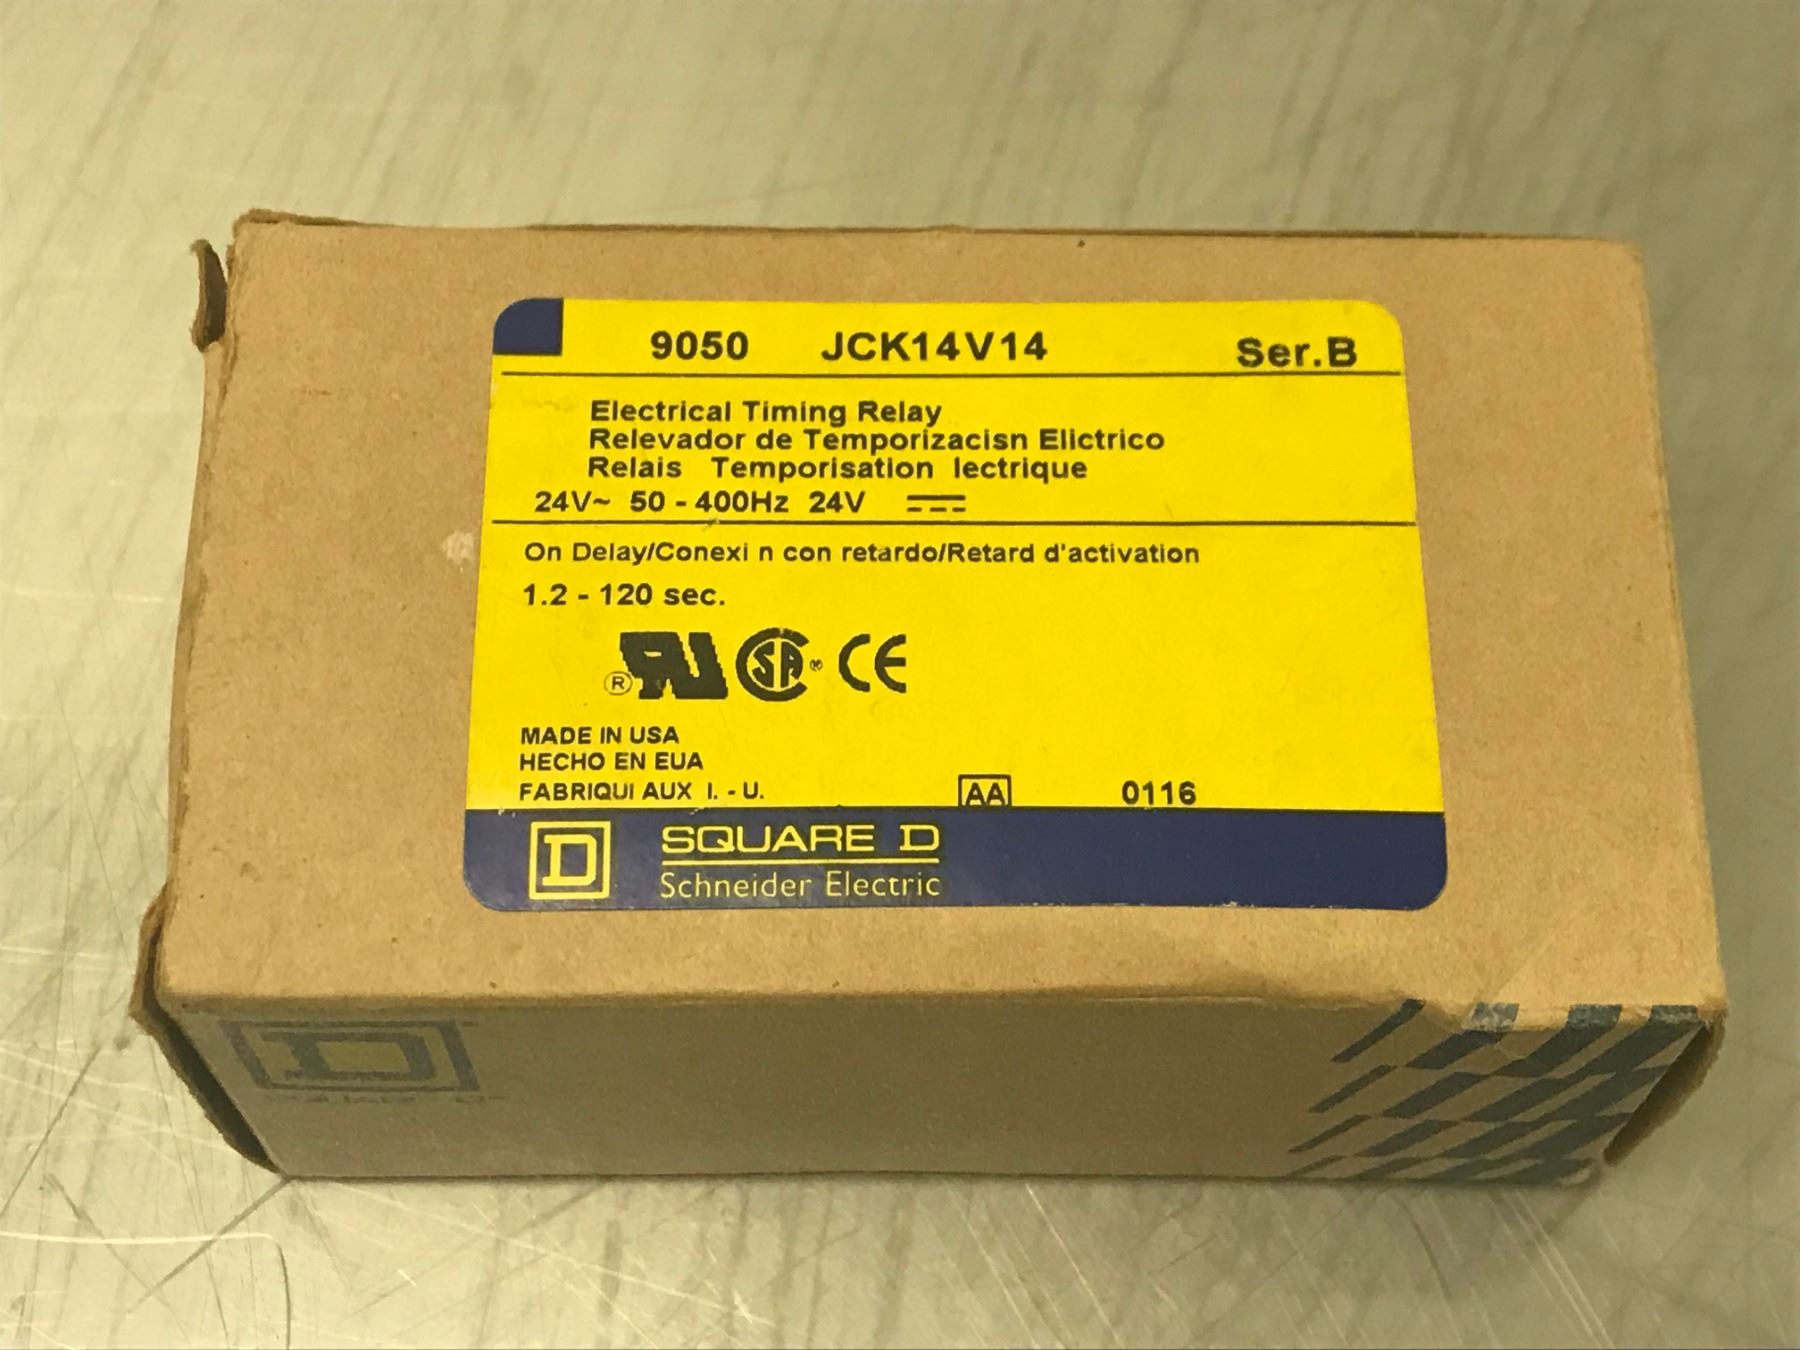 9050 JCK14V14 Ser.B
Electrical Timing Relay
Relevador de Temporizacisn Elictrico
Relais Temporisation lectrique
24V~ 50 - 400Hz 24V
On Delay/Conexi n con retardo/Retard d'activation
1.2 - 120 sec.
® SA ® CE
MADE IN USA
HECHO EN EUA
FABRIQUI AUX I. - U.
AA 0116
D SQUARE D
Schneider Electric
D